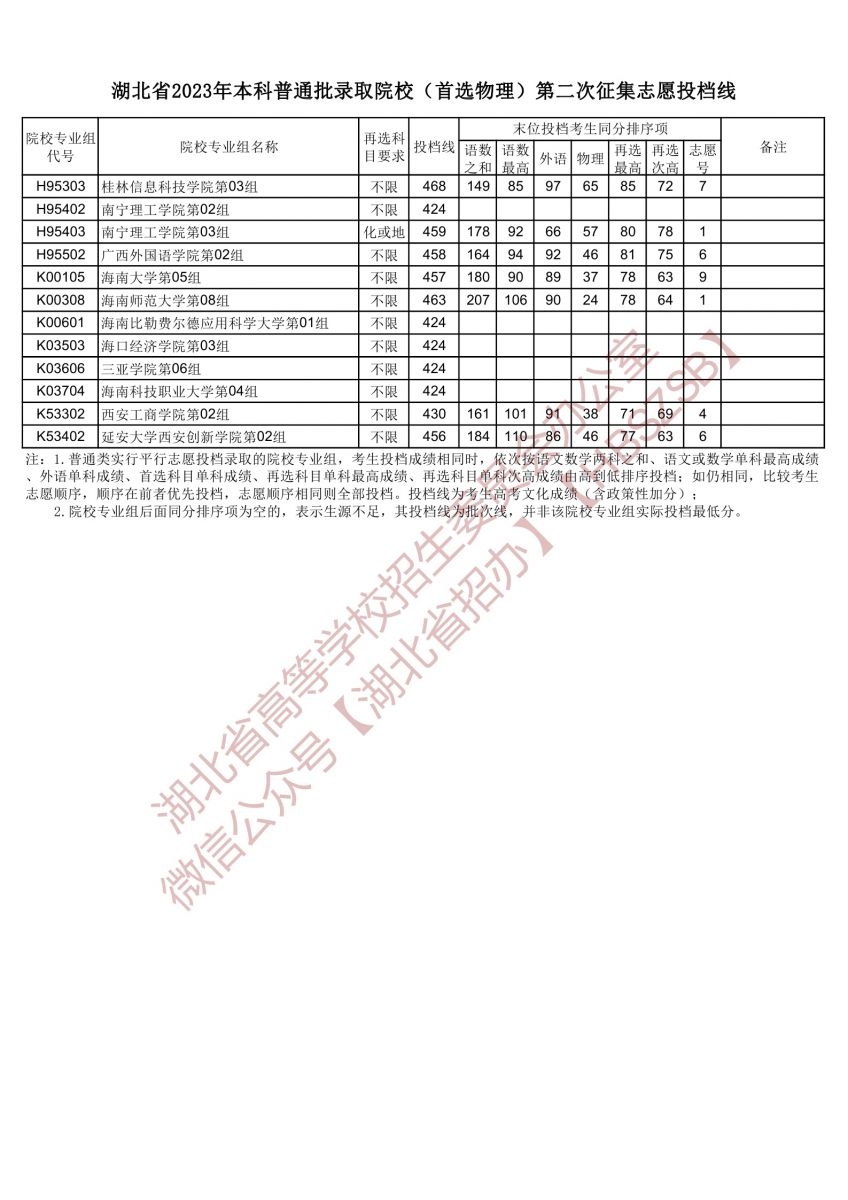 湖北省2023年本科普通批录取院校（首选物理）第二次征集志愿投档线
院校专业组代号 院校专业组名称 再选科目要求 投档线 末位投档考生同分排序项 备注
语数之和 语数最高 外语 物理 再选最高 再选次高 志愿号
H95303 桂林信息科技学院第03组 不限 468 149 85 97 65 85 72 7
H95402 南宁理工学院第02组 不限 424
H95403 南宁理工学院第03组 化或地 459 178 92 66 57 80 78 1
H95502 广西外国语学院第02组 不限 458 164 94 92 46 81 75 6
K00105 海南大学第05组 不限 457 180 90 89 37 78 63 9
K00308 海南师范大学第08组 不限 463 207 106 90 24 78 64 1
K00601 海南比勒费尔德应用科学大学第01组 不限 424
K03503 海口经济学院第03组 不限 424
K03606 三亚学院第06组 不限 424
K03704 海南科技职业大学第04组 不限 424
K53302 西安工商学院第02组 不限 430 161 101 91 38 71 69 4
K53402 延安大学西安创新学院第02组 不限 456 184 110 86 46 77 63 6
注：1.普通类实行平行志愿投档录取的院校专业组，考生投档成绩相同时，依次按语文数学两科之和、语文或数学单科最高成绩
、外语单科成绩、首选科目单科成绩、再选科目单科最高成绩、再选科目单科次高成绩由高到低排序投档；如仍相同，比较考生
志愿顺序，顺序在前者优先投档，志愿顺序相同则全部投档。投档线为考生高考文化成绩（含政策性加分）；
2.院校专业组后面同分排序项为空的，表示生源不足，其投档线为批次线，并非该院校专业组实际投档最低分。
湖北省高等学校招生委员会办公室
微信公众号【湖北省招办】【HBSZSB】